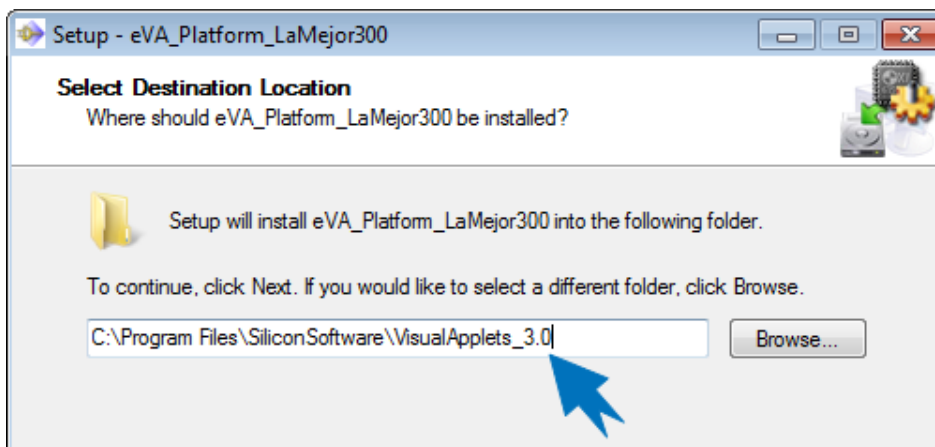 Setup - eVA_Platform_LaMejor300
Select Destination Location
Where should eVA_Platform_LaMejor300 be installed?
Setup will install eVA_Platform_LaMejor300 into the following folder.
To continue, click Next. If you would like to select a different folder, click Browse.
C:\Program Files\SiliconSoftware\VisualApplets_3.0
Browse...